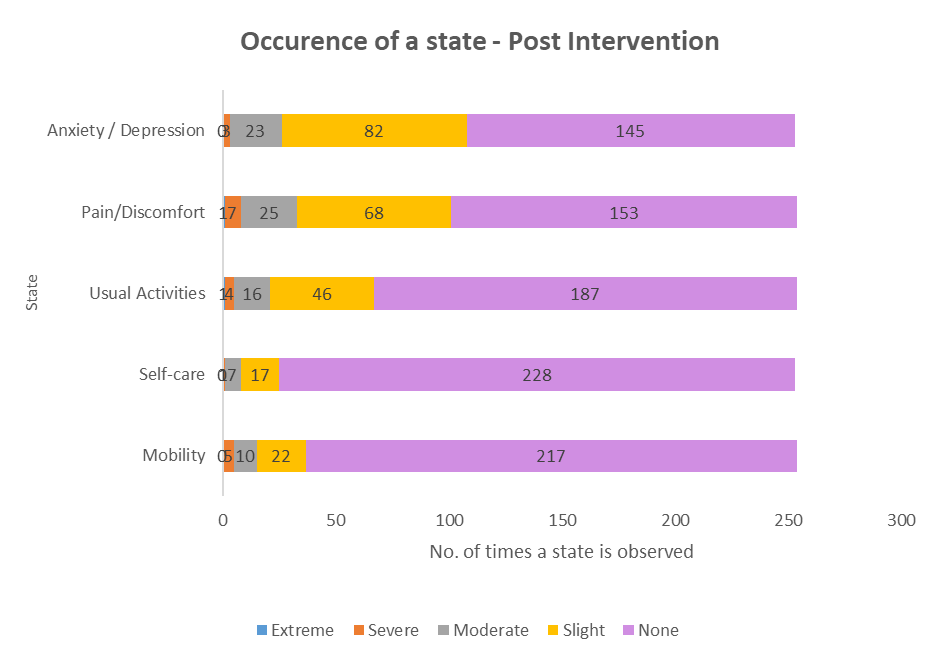 Occurence of a state - Post Intervention
Anxiety / Depression 0 3 23 82 145
Pain/Discomfort 1 7 25 68 153
Usual Activities 1 4 16 46 187
Self-care 0 1 7 17 228
Mobility 0 5 10 22 217
State
0 50 100 150 200 250 300
No. of times a state is observed
Extreme Severe Moderate Slight None